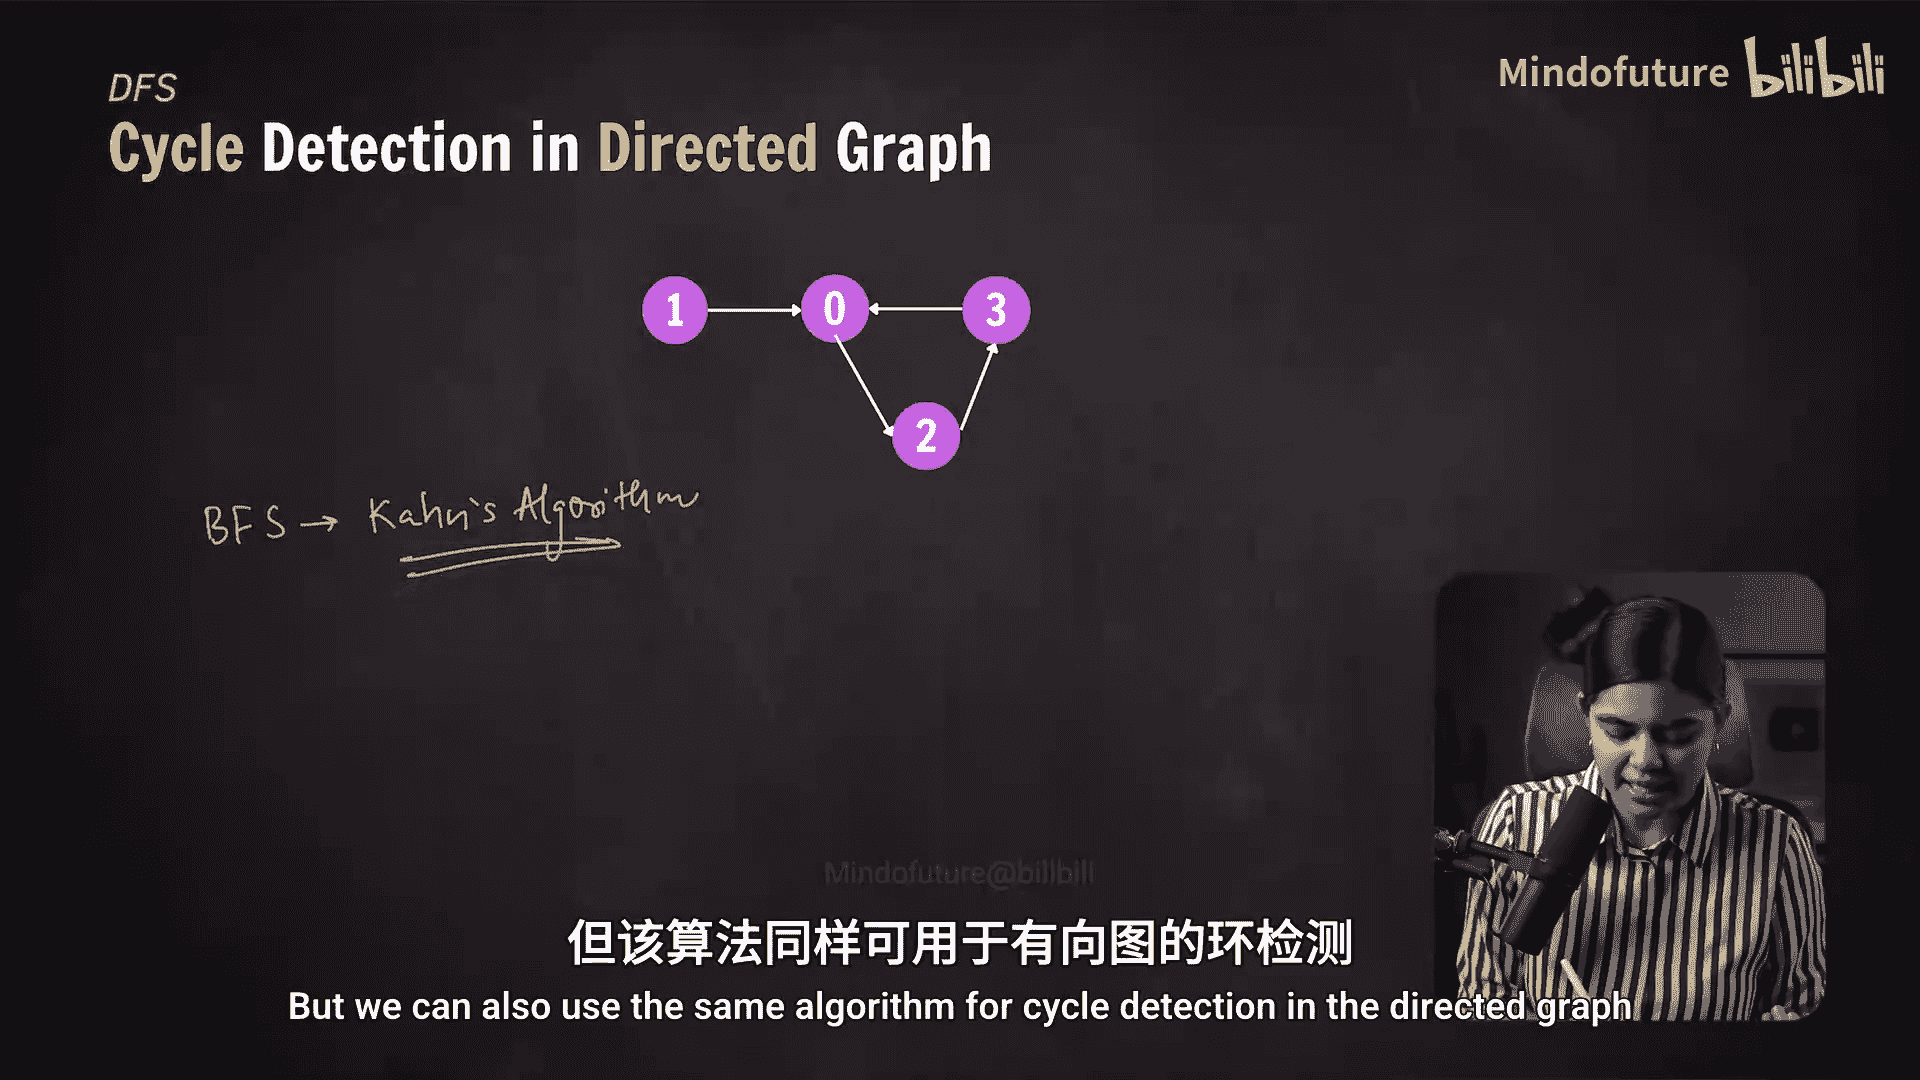 DFS
Cycle Detection in Directed Graph
Mindofuture bilibili
1 0 3
2
BFS → Kahn's Algorithm
Mindofuture@billbill
但该算法同样可用于有向图的环检测
But we can also use the same algorithm for cycle detection in the directed graph